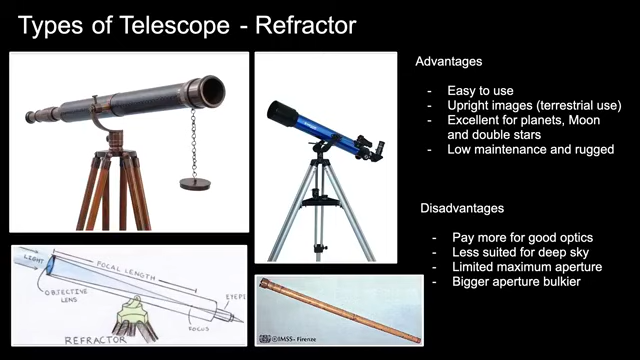 Types of Telescope - Refractor
Advantages
- Easy to use
- Upright images (terrestrial use)
- Excellent for planets, Moon
and double stars
- Low maintenance and rugged
Disadvantages
- Pay more for good optics
- Less suited for deep sky
- Limited maximum aperture
- Bigger aperture bulkier
LIGHT
FOCAL LENGTH
OBJECTIVE
LENS
FOCUS
REFRACTOR
©IMSS- Firenze